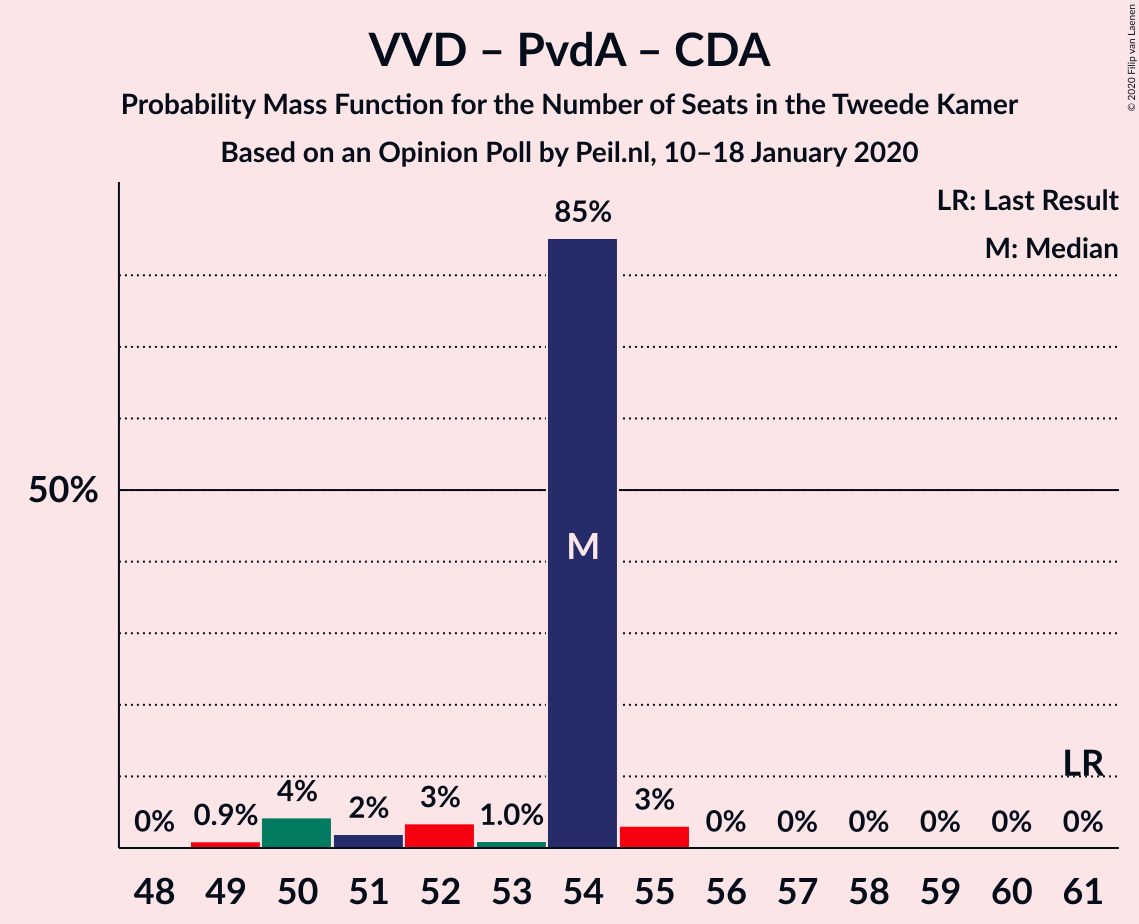 VVD – PvdA – CDA
Probability Mass Function for the Number of Seats in the Tweede Kamer
Based on an Opinion Poll by Peil.nl, 10–18 January 2020
© 2020 Filip van Laenen
LR: Last Result
M: Median
85%
50%
M
LR
0% 0.9% 4% 2% 3% 1.0% 3% 0% 0% 0% 0% 0% 0%
48 49 50 51 52 53 54 55 56 57 58 59 60 61